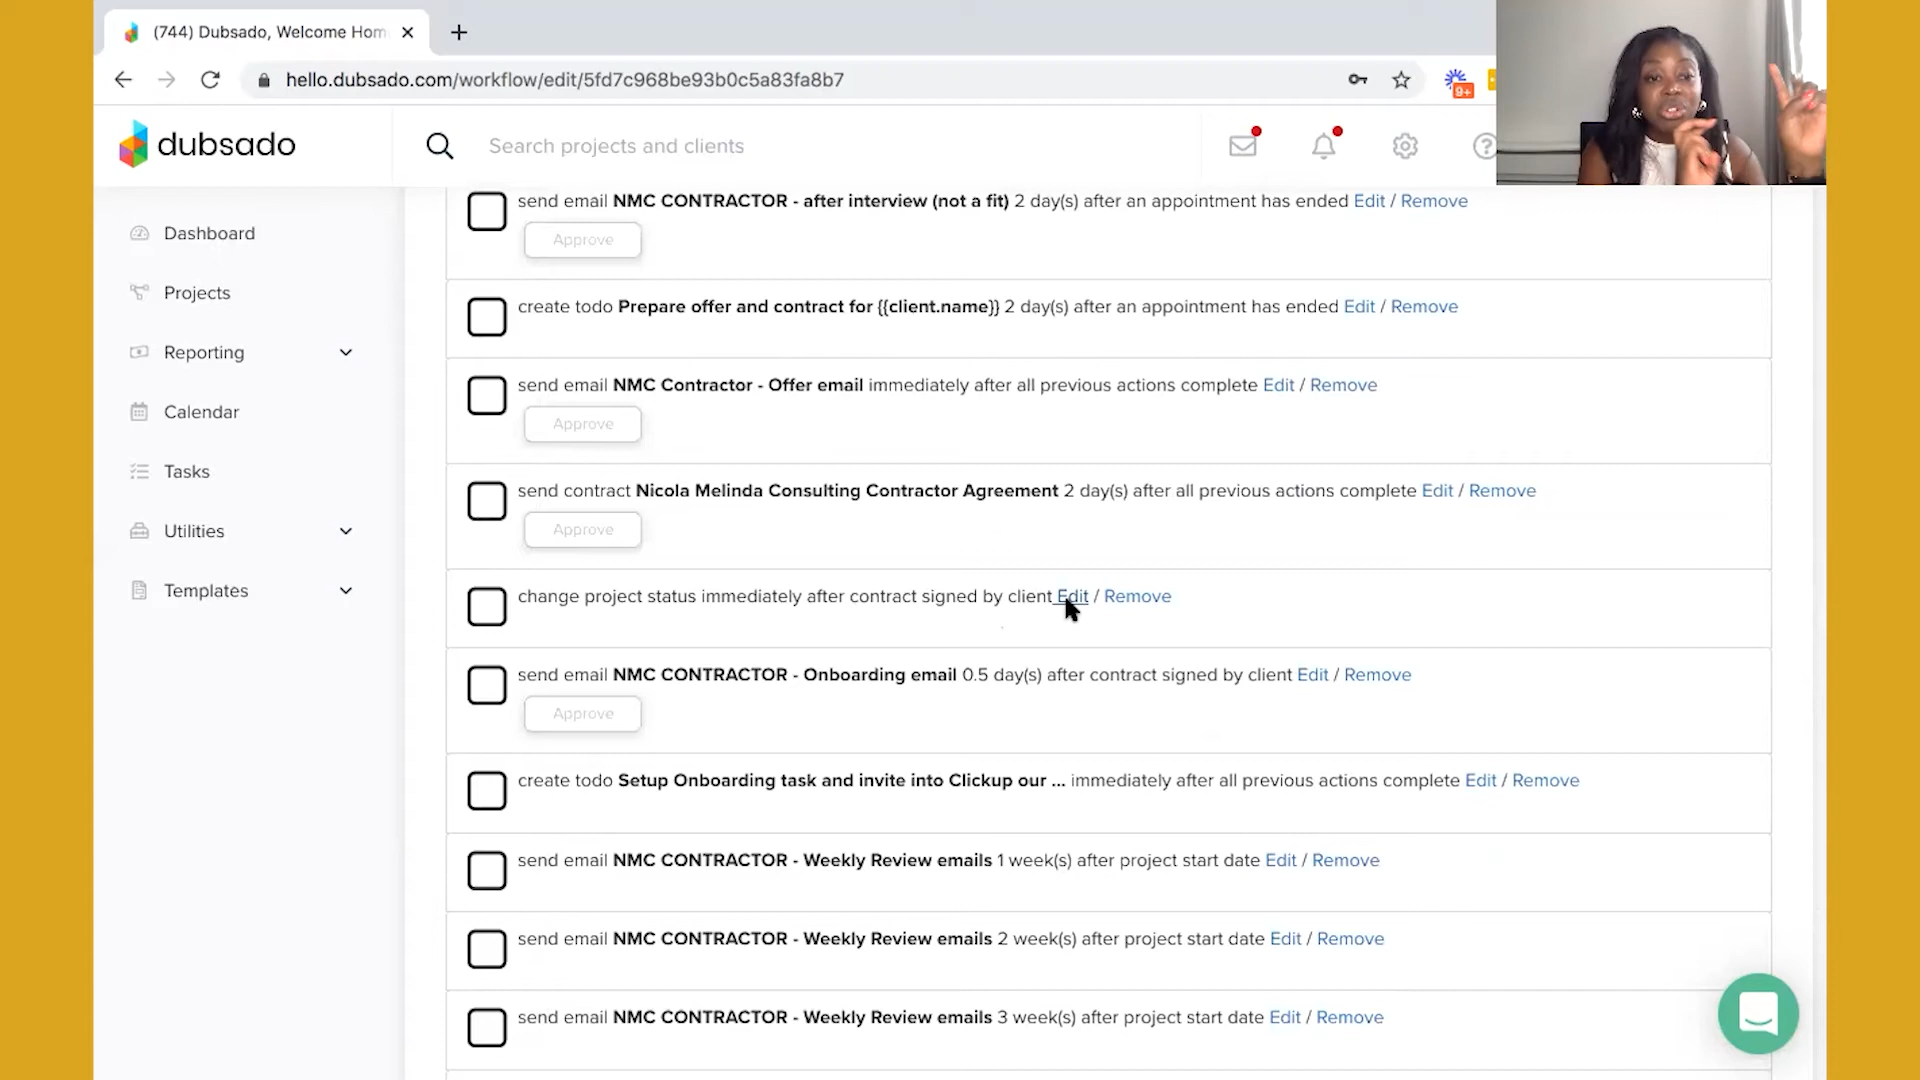 (744) Dubsado, Welcome Hom
hello.dubsado.com/workflow/edit/5fd7c968be93b0c5a83fa8b7
9+
dubsado
Search projects and clients
Dashboard
Projects
Reporting
Calendar
Tasks
Utilities
Templates
send email NMC CONTRACTOR - after interview (not a fit) 2 day(s) after an appointment has ended Edit / Remove
Approve
create todo Prepare offer and contract for {{client.name}} 2 day(s) after an appointment has ended Edit / Remove
send email NMC Contractor - Offer email immediately after all previous actions complete Edit / Remove
Approve
send contract Nicola Melinda Consulting Contractor Agreement 2 day(s) after all previous actions complete Edit / Remove
Approve
change project status immediately after contract signed by client Edit / Remove
send email NMC CONTRACTOR - Onboarding email 0.5 day(s) after contract signed by client Edit / Remove
Approve
create todo Setup Onboarding task and invite into Clickup our ... immediately after all previous actions complete Edit / Remove
send email NMC CONTRACTOR - Weekly Review emails 1 week(s) after project start date Edit / Remove
send email NMC CONTRACTOR - Weekly Review emails 2 week(s) after project start date Edit / Remove
send email NMC CONTRACTOR - Weekly Review emails 3 week(s) after project start date Edit / Remove